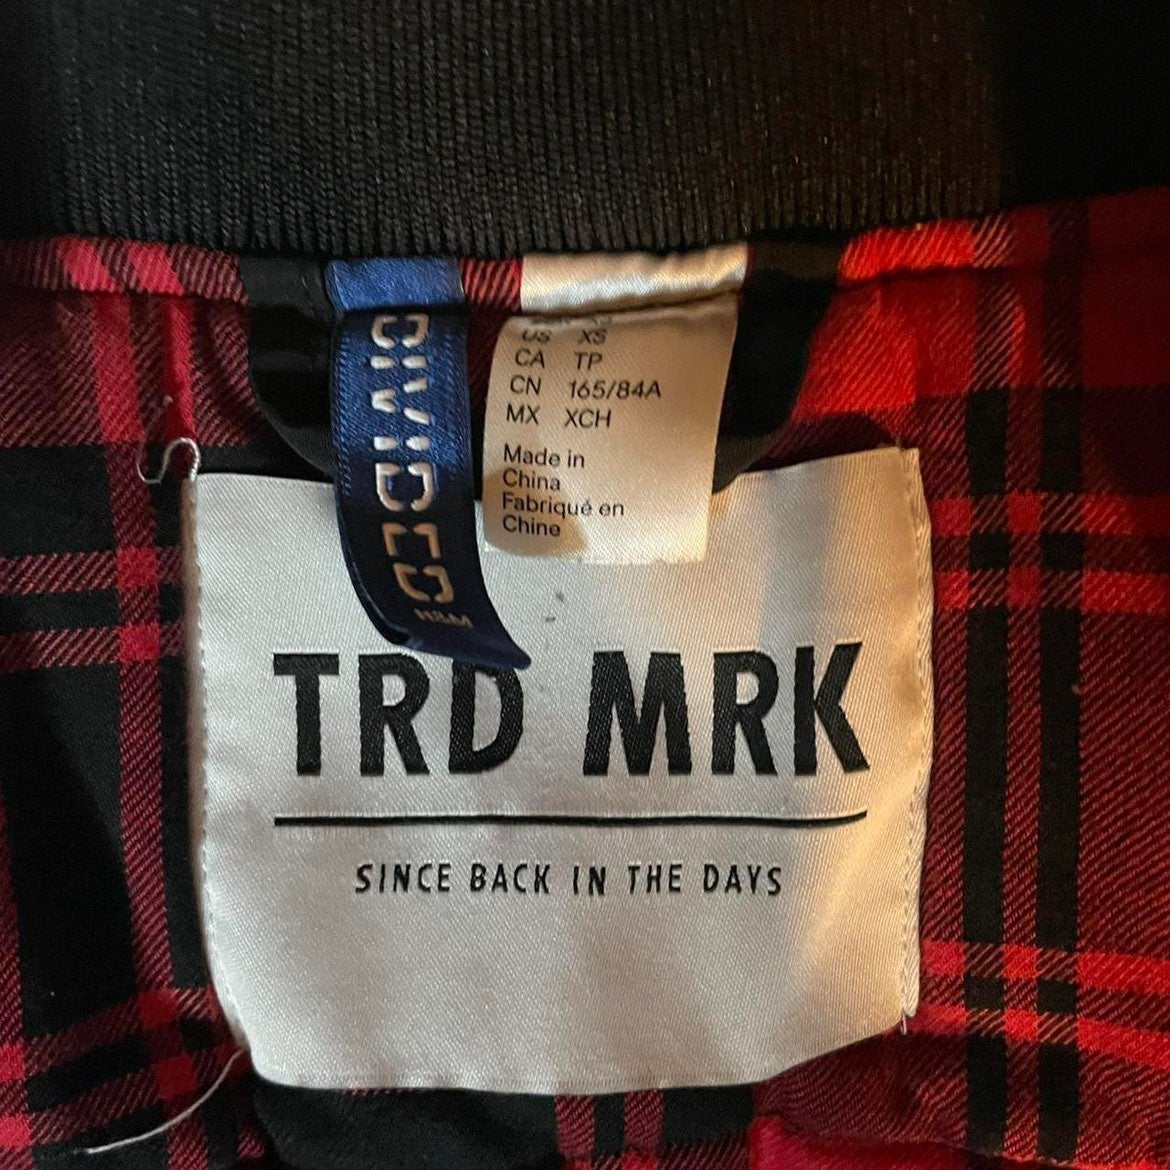 DIVIDED
H&M
US XS
CA TP
CN 165/84A
MX XCH
Made in
China
Fabriqué en
Chine
TRD MRK
SINCE BACK IN THE DAYS